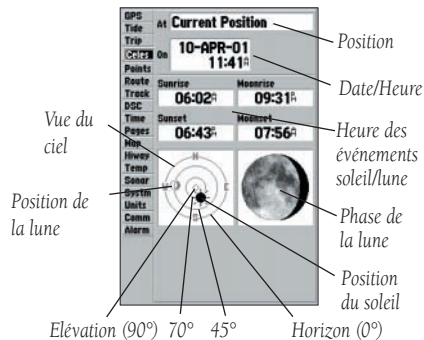 GPS
Tide
Trip
Celes
Points
Route
Track
DSC
Time
Pages
Map
Hiway
Temp
Sonar
Systm
Units
Comm
Alarm
At Current Position
On 10-APR-01
11:41A
Sunrise Moonrise
06:02A 09:31P
Sunset Moonset
06:43P 07:56A
N
E
S
Position
Date/Heure
Heure des
événements
soleil/lune
Phase de
la lune
Position
du soleil
Vue du
ciel
Position de
la lune
Elévation (90°) 70° 45° Horizon (0°)